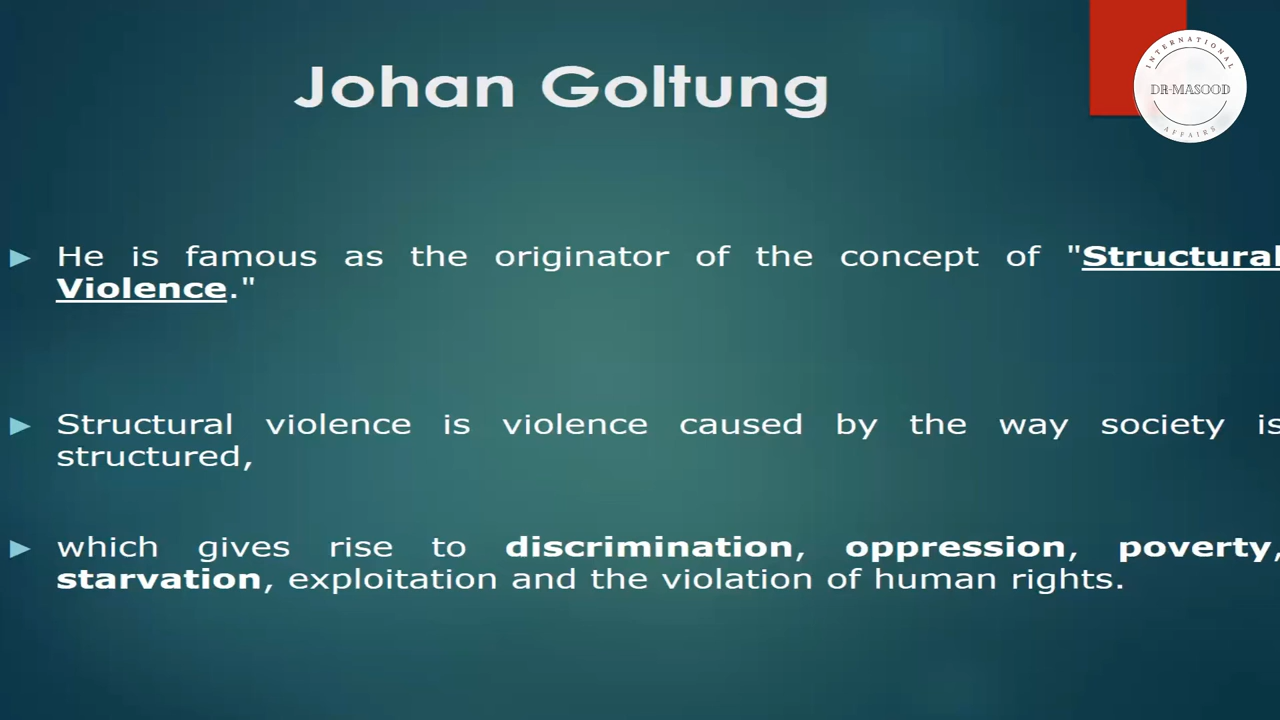 Johan Goltung
INTERNATIONAL
DR-MASOOD
AFFAIRS
► He is famous as the originator of the concept of "Structural
Violence."
► Structural violence is violence caused by the way society is
structured,
► which gives rise to discrimination, oppression, poverty,
starvation, exploitation and the violation of human rights.